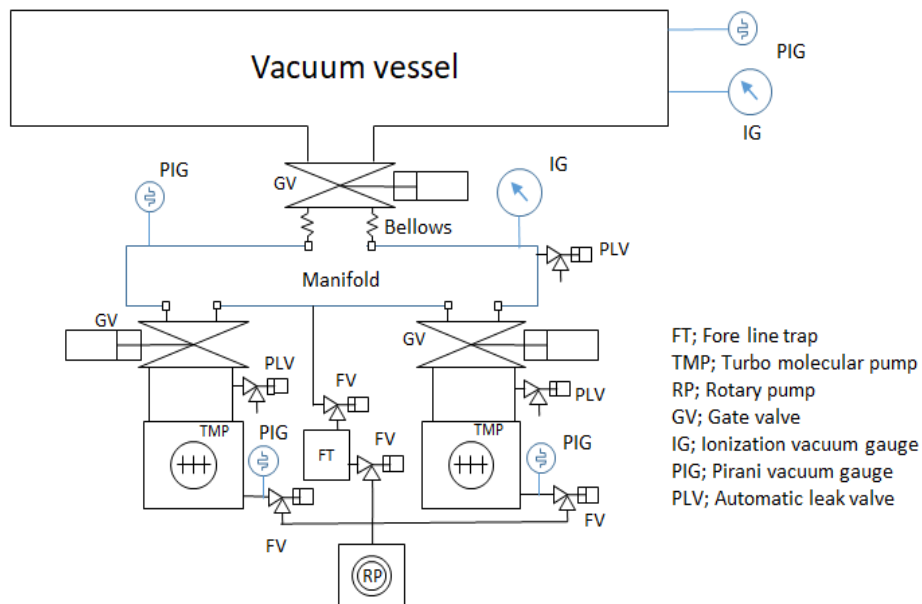 Vacuum vessel
PIG
IG
PIG
GV
IG
Bellows
PLV
Manifold
GV
GV
PLV
FV
PLV
TMP
PIG
FT
FV
TMP
PIG
FV
FV
RP
FT; Fore line trap
TMP; Turbo molecular pump
RP; Rotary pump
GV; Gate valve
IG; Ionization vacuum gauge
PIG; Pirani vacuum gauge
PLV; Automatic leak valve